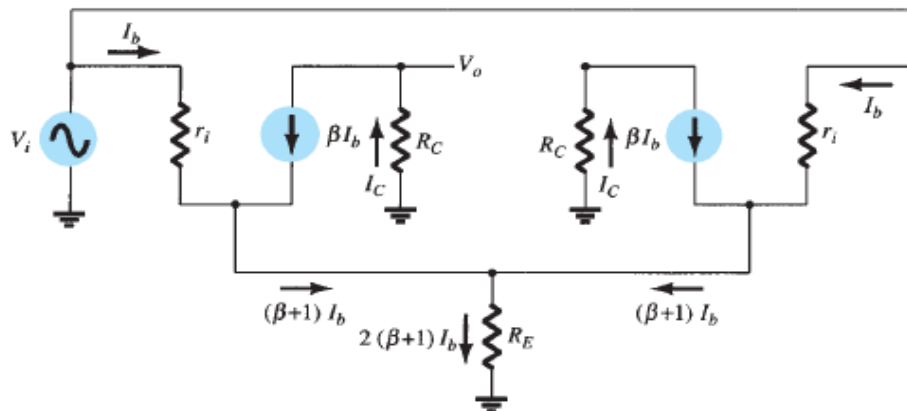 I_b
V_o
V_i
r_i
βI_b
R_C
I_C
R_C
βI_b
I_C
r_i
I_b
(β+1) I_b
(β+1) I_b
2 (β+1) I_b
R_E